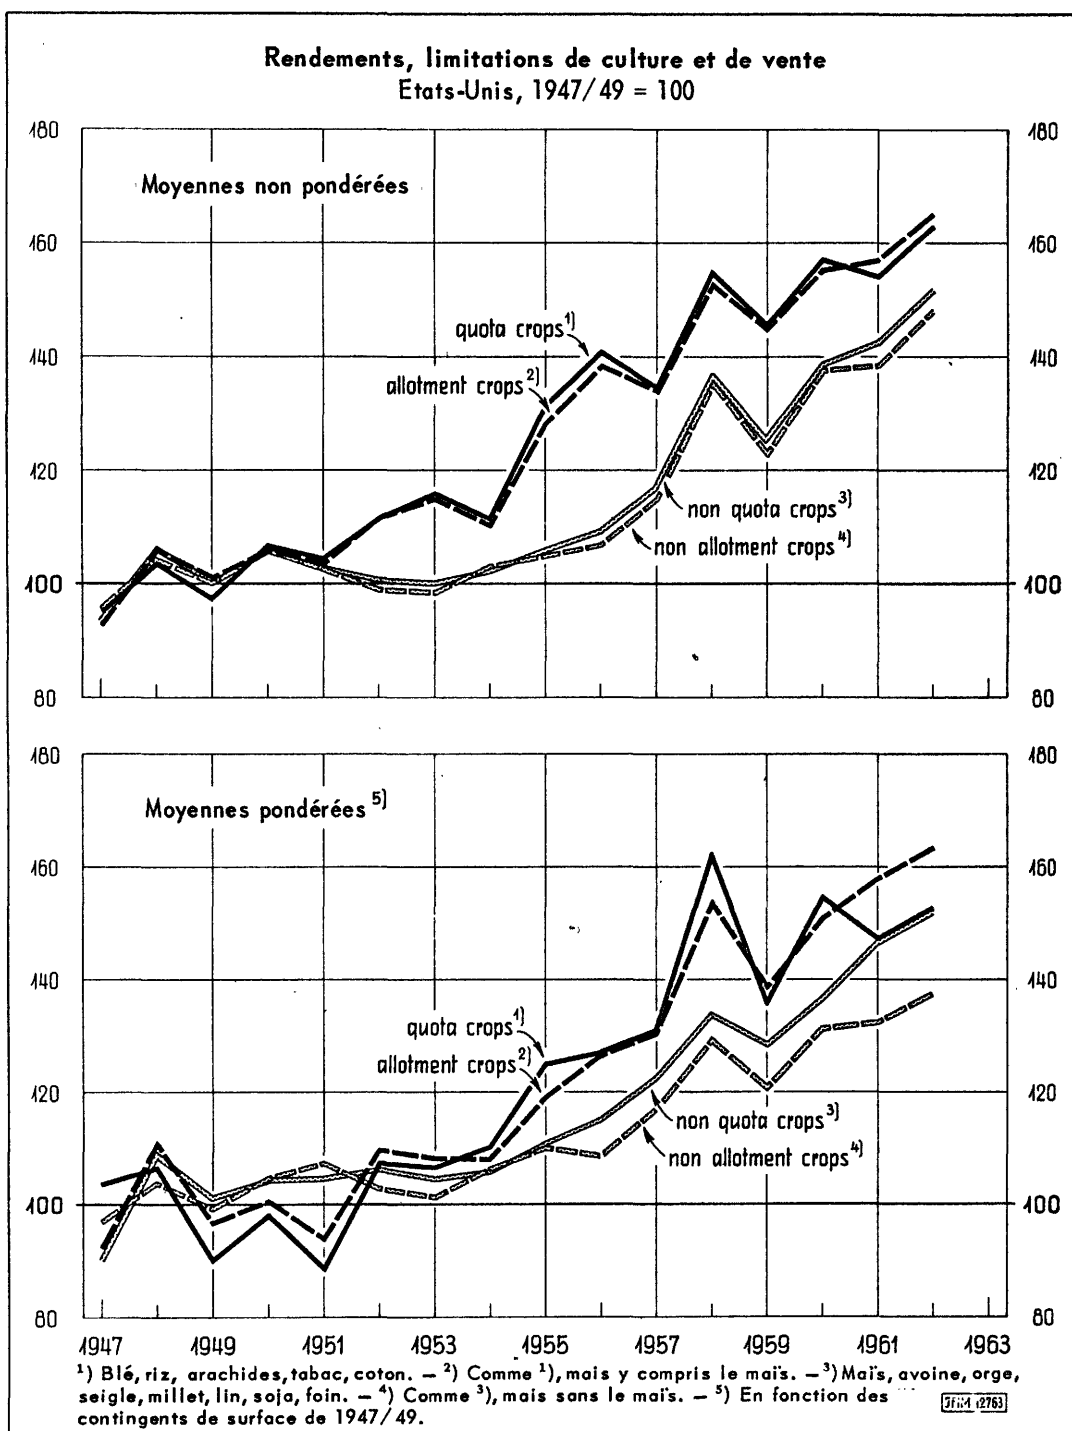 Rendements, limitations de culture et de vente
Etats-Unis, 1947/49 = 100
180
180
Moyennes non pondérées
160
160
quota crops¹)
140
140
allotment crops²)
120
120
non quota crops³)
non allotment crops⁴)
100
100
80
80
180
180
Moyennes pondérées⁵)
160
160
140
140
quota crops¹)
allotment crops²)
120
120
non quota crops³)
non allotment crops⁴)
100
100
80
80
1947 1949 1951 1953 1955 1957 1959 1961 1963
¹) Blé, riz, arachides, tabac, coton. – ²) Comme ¹), mais y compris le maïs. – ³) Maïs, avoine, orge,
seigle, millet, lin, soja, foin. – ⁴) Comme ³), mais sans le maïs. – ⁵) En fonction des
contingents de surface de 1947/49.